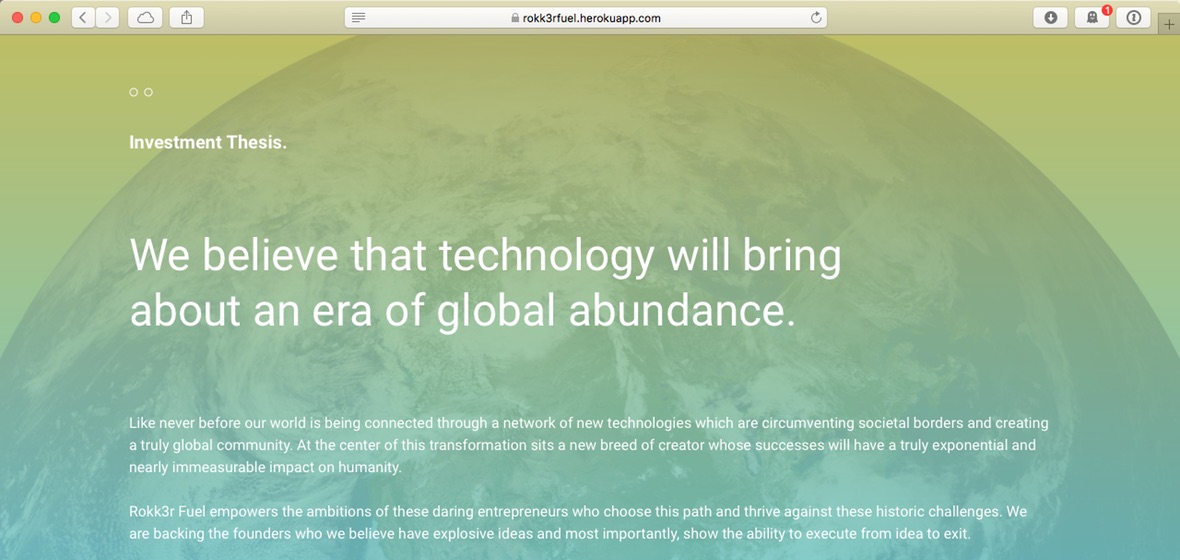 rokk3rfuel.herokuapp.com
1
Investment Thesis.
We believe that technology will bring
about an era of global abundance.
Like never before our world is being connected through a network of new technologies which are circumventing societal borders and creating
a truly global community. At the center of this transformation sits a new breed of creator whose successes will have a truly exponential and
nearly immeasurable impact on humanity.
Rokk3r Fuel empowers the ambitions of these daring entrepreneurs who choose this path and thrive against these historic challenges. We
are backing the founders who we believe have explosive ideas and most importantly, show the ability to execute from idea to exit.